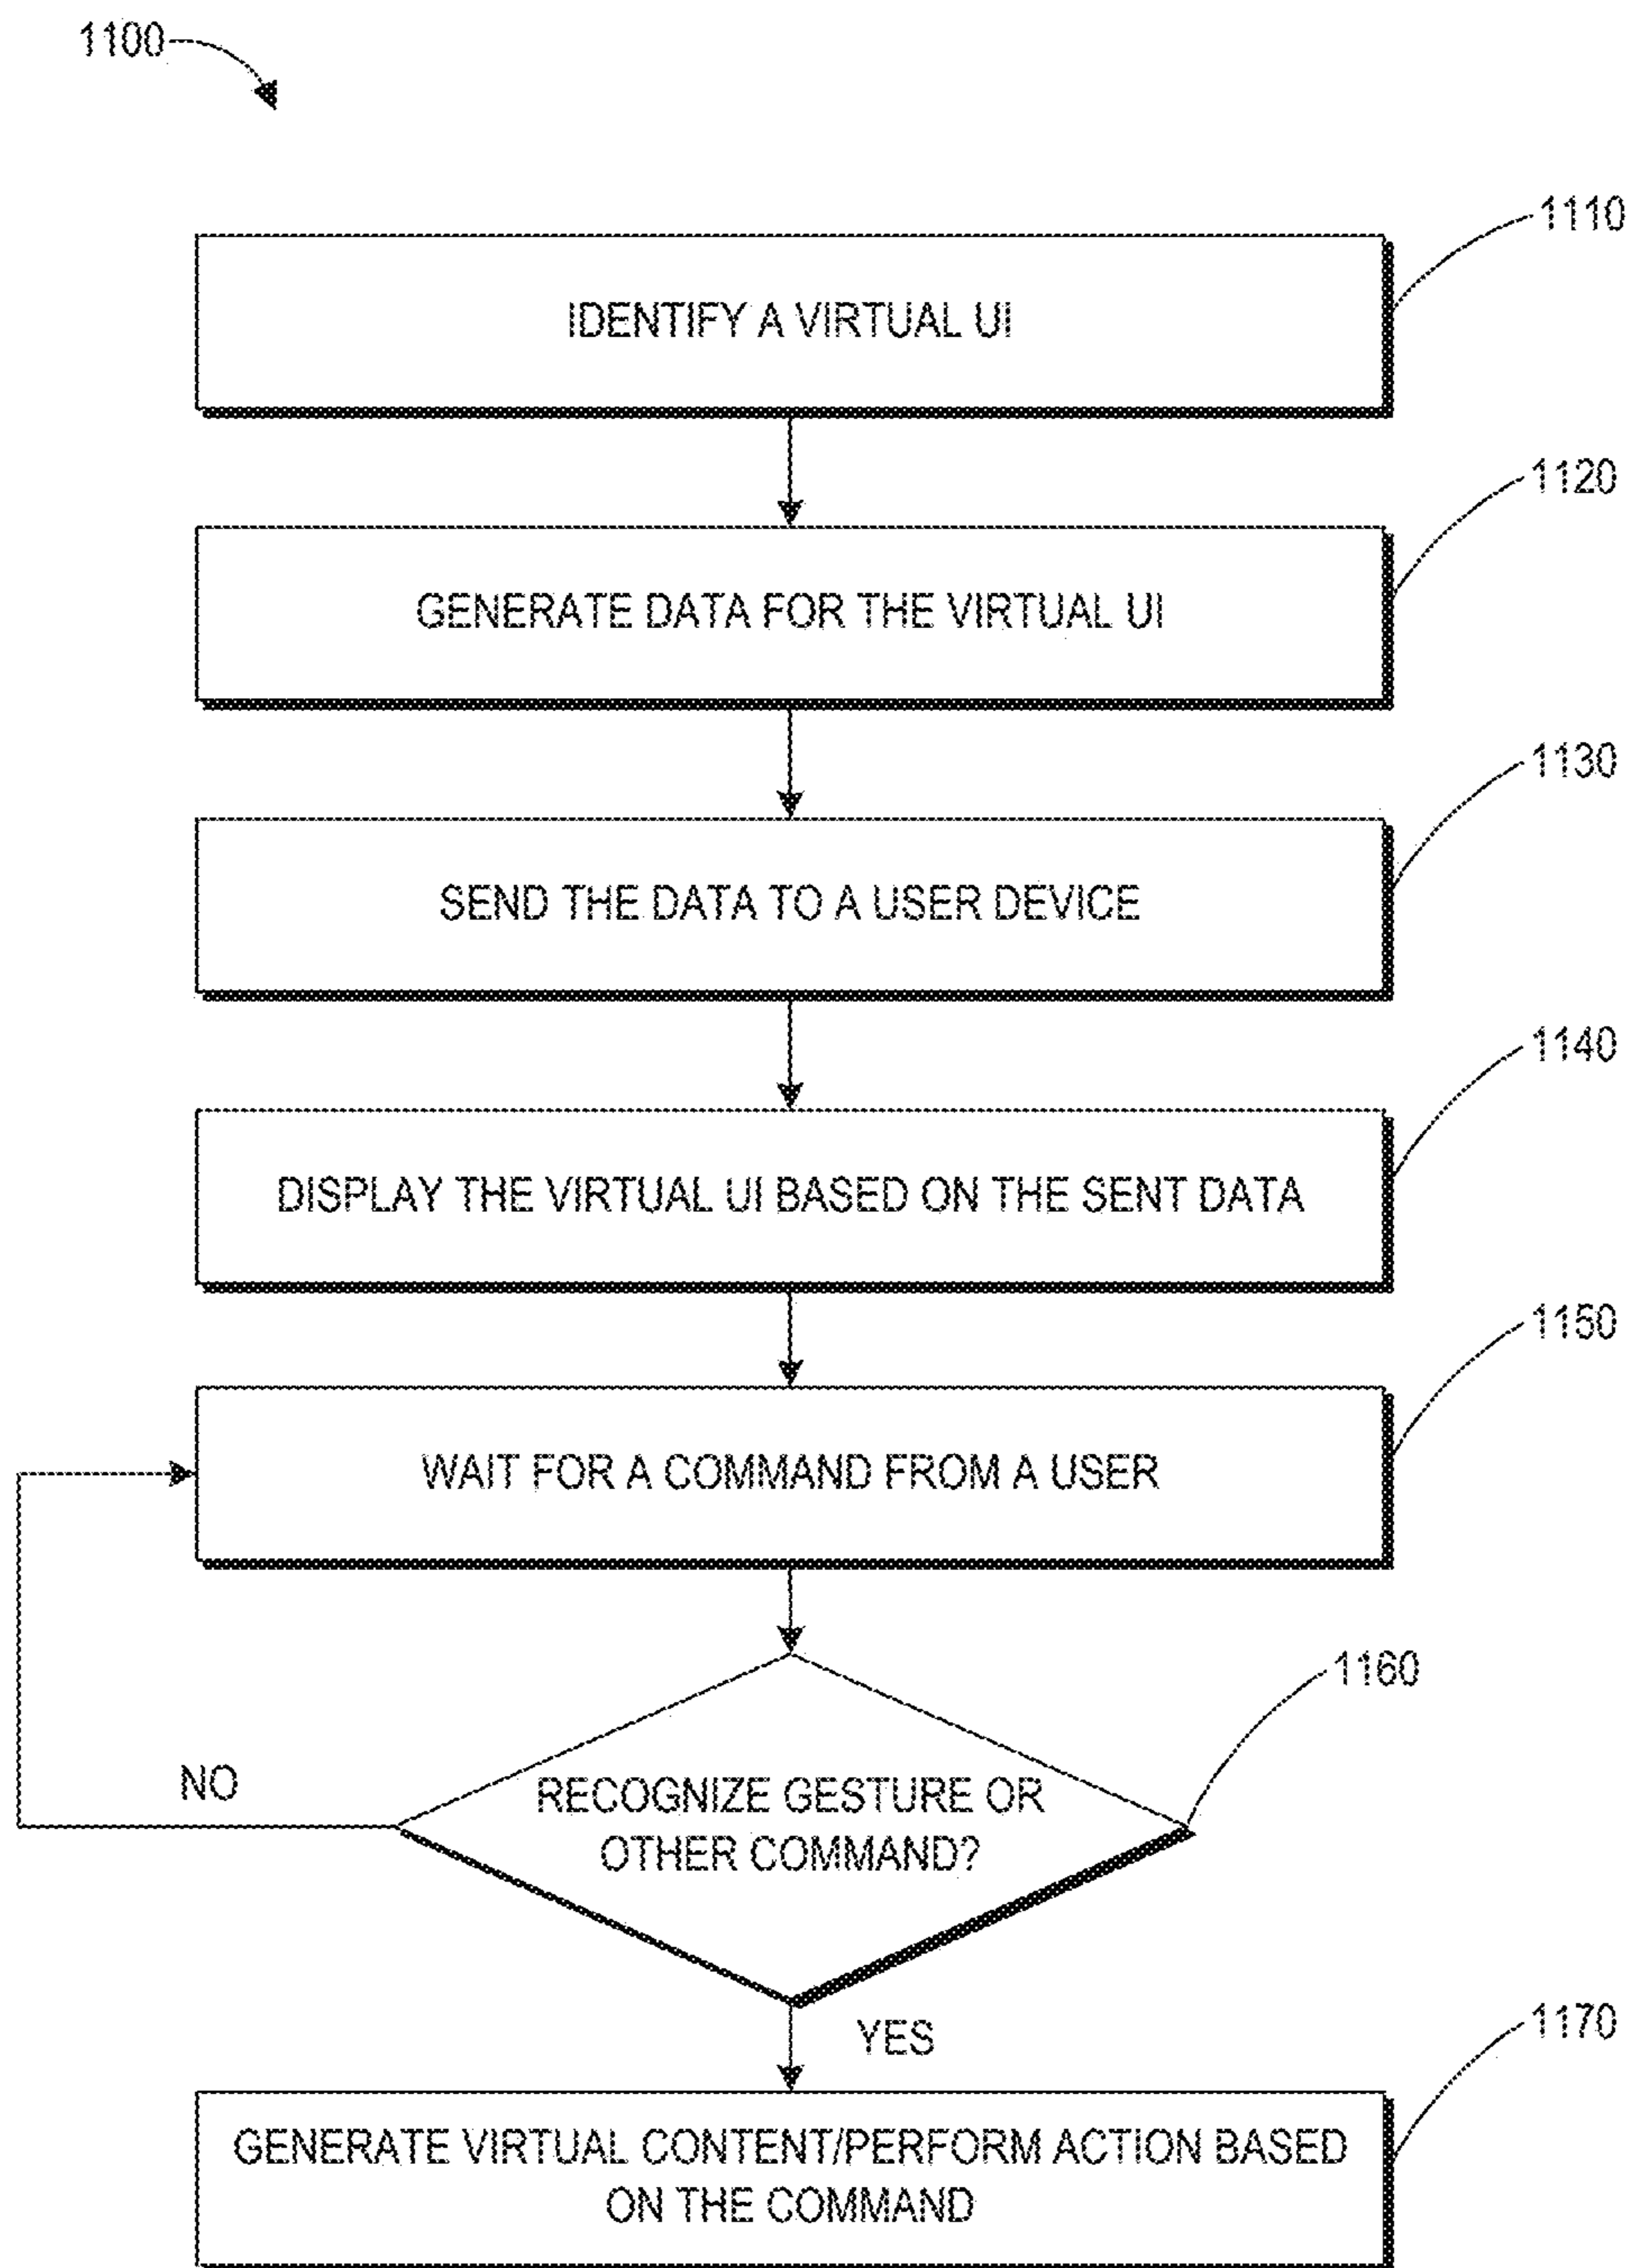 1100
1110
IDENTIFY A VIRTUAL UI
1120
GENERATE DATA FOR THE VIRTUAL UI
1130
SEND THE DATA TO A USER DEVICE
1140
DISPLAY THE VIRTUAL UI BASED ON THE SENT DATA
1150
WAIT FOR A COMMAND FROM A USER
1160
NO
RECOGNIZE GESTURE OR
OTHER COMMAND?
YES
1170
GENERATE VIRTUAL CONTENT/PERFORM ACTION BASED
ON THE COMMAND